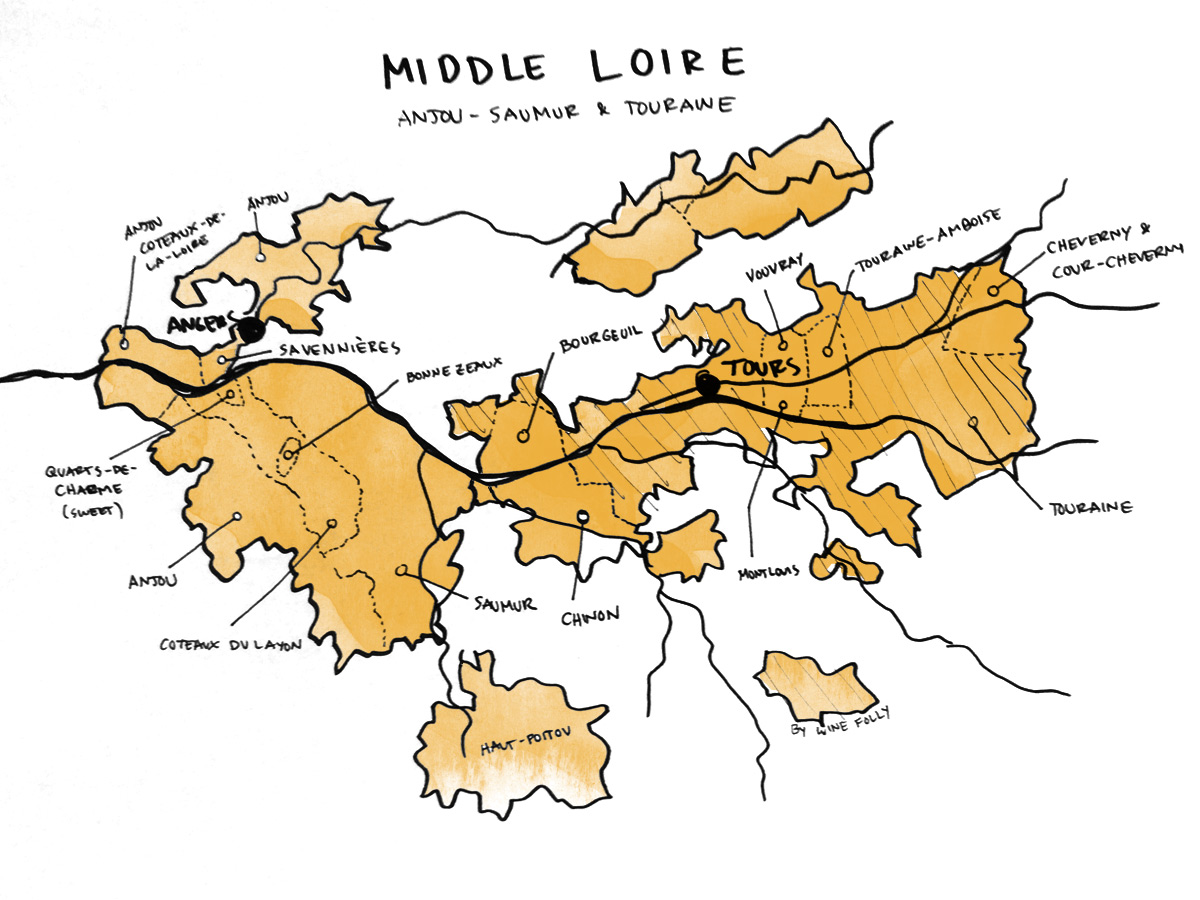 MIDDLE LOIRE
ANJOU-SAUMUR & TOURAINE
ANJOU
COTEAUX-DE-
LA-LOIRE
ANJOU
ANGERS
SAVENNIÈRES
BONNEZEAUX
BOURGEUIL
VOUVRAY
TOURAINE-AMBOISE
CHEVERNY &
COUR-CHEVERNY
TOURS
QUARTS-DE-
CHARME
(SWEET)
ANJOU
COTEAUX DU LAYON
SAUMUR
CHINON
MONTLOUIS
TOURAINE
HAUT-POITOU
BY WINE FOLLY